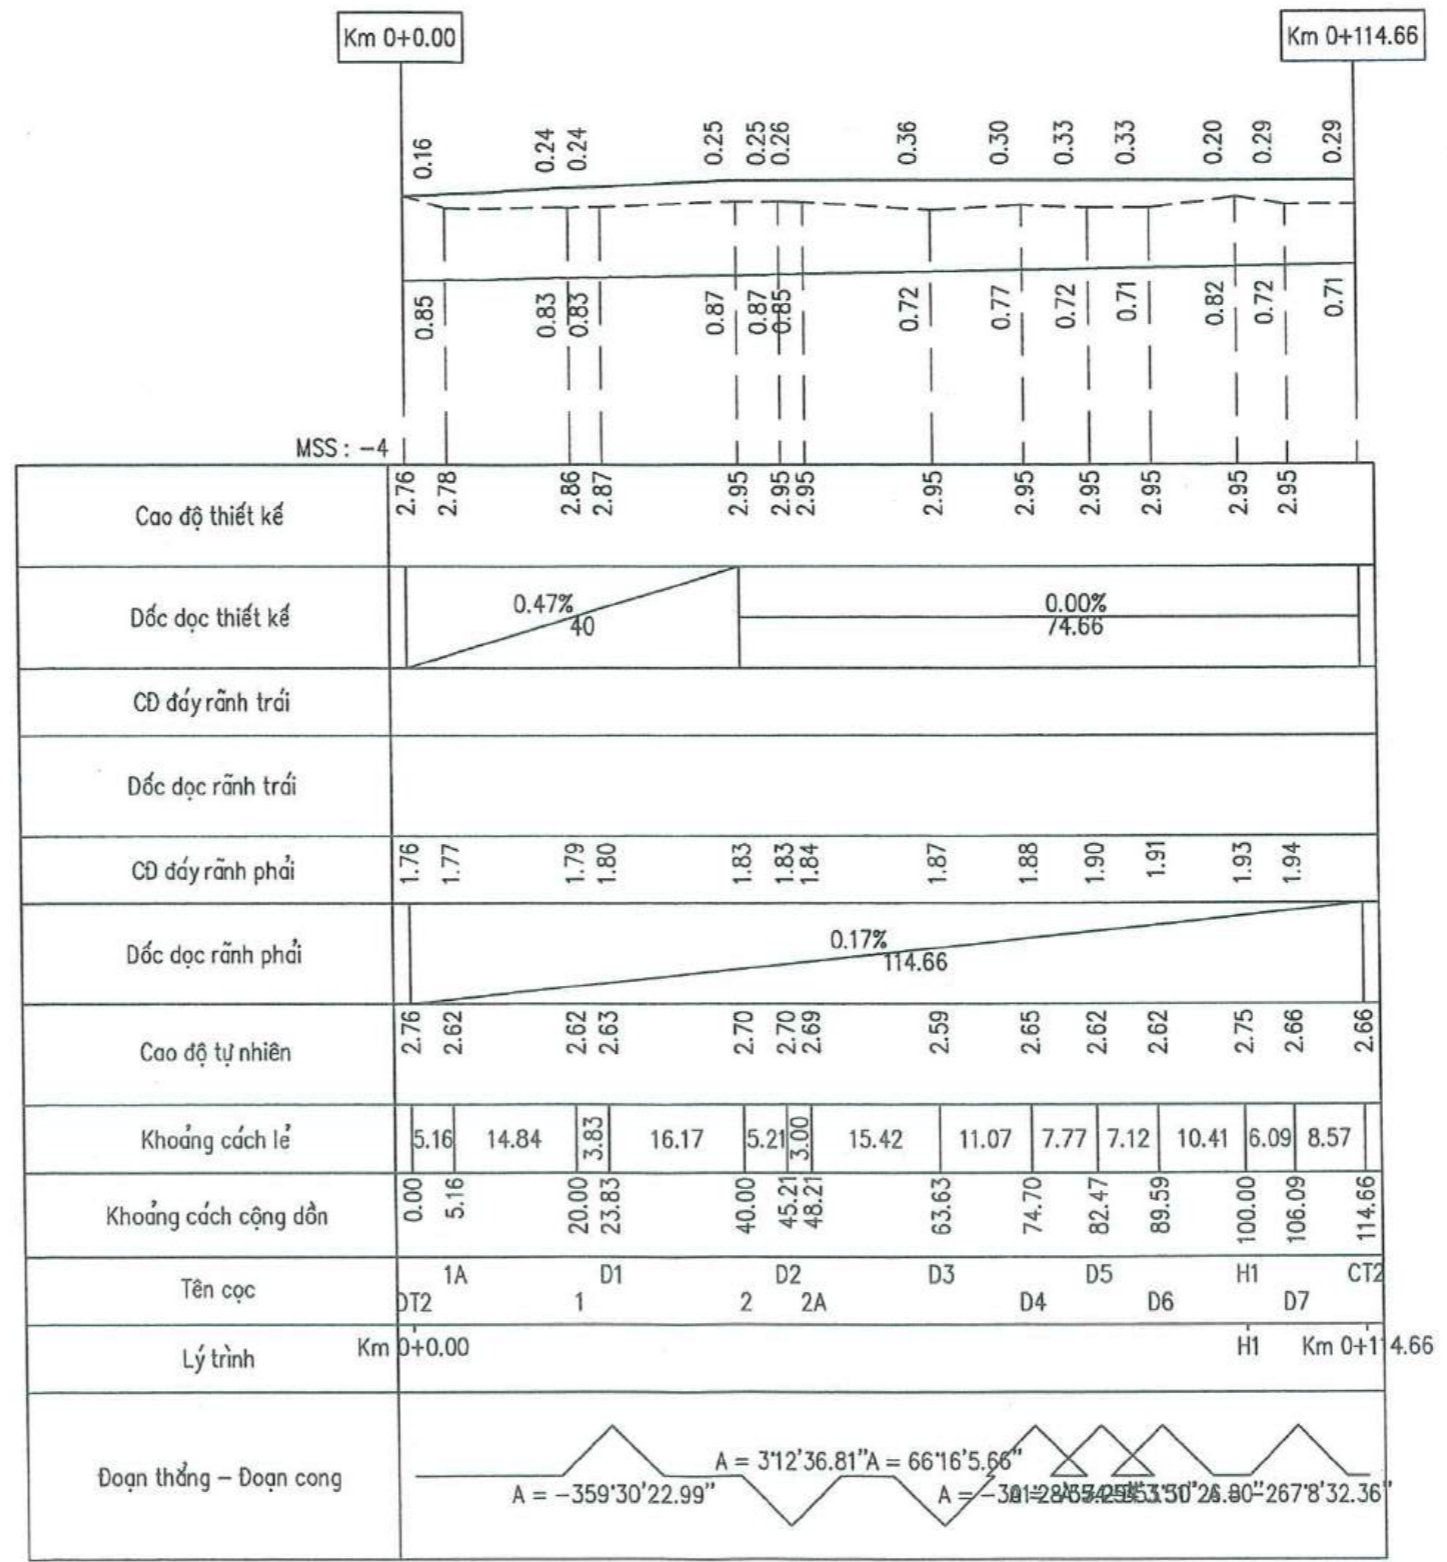 Km 0+0.00 Km 0+114.66
0.16 0.24 0.24 0.25 0.25 0.26 0.36 0.30 0.33 0.33 0.20 0.29 0.29
0.85 0.83 0.83 0.87 0.87 0.85 0.72 0.77 0.72 0.71 0.82 0.72 0.71
MSS : -4
Cao độ thiết kế 2.76 2.78 2.86 2.87 2.95 2.95 2.95 2.95 2.95 2.95 2.95 2.95 2.95
Dốc dọc thiết kế 0.47% 40 0.00% 74.66
CĐ đáy rãnh trái
Dốc dọc rãnh trái
CĐ đáy rãnh phải 1.76 1.77 1.79 1.80 1.83 1.83 1.84 1.87 1.88 1.90 1.91 1.93 1.94
Dốc dọc rãnh phải 0.17% 114.66
Cao độ tự nhiên 2.76 2.62 2.62 2.63 2.70 2.70 2.69 2.59 2.65 2.62 2.62 2.75 2.66 2.66
Khoảng cách lẻ 5.16 14.84 3.83 16.17 5.21 3.00 15.42 11.07 7.77 7.12 10.41 6.09 8.57
Khoảng cách cộng dồn 0.00 5.16 20.00 23.83 40.00 45.21 48.21 63.63 74.70 82.47 89.59 100.00 106.09 114.66
Tên cọc DT2 1A 1 D1 2 D2 2A D3 D4 D5 D6 H1 D7 CT2
Lý trình Km 0+0.00 H1 Km 0+114.66
Đoạn thẳng - Đoạn cong A = -359°30'22.99" A = 3°12'36.81" A = 66°16'5.66" -267°8'32.36"